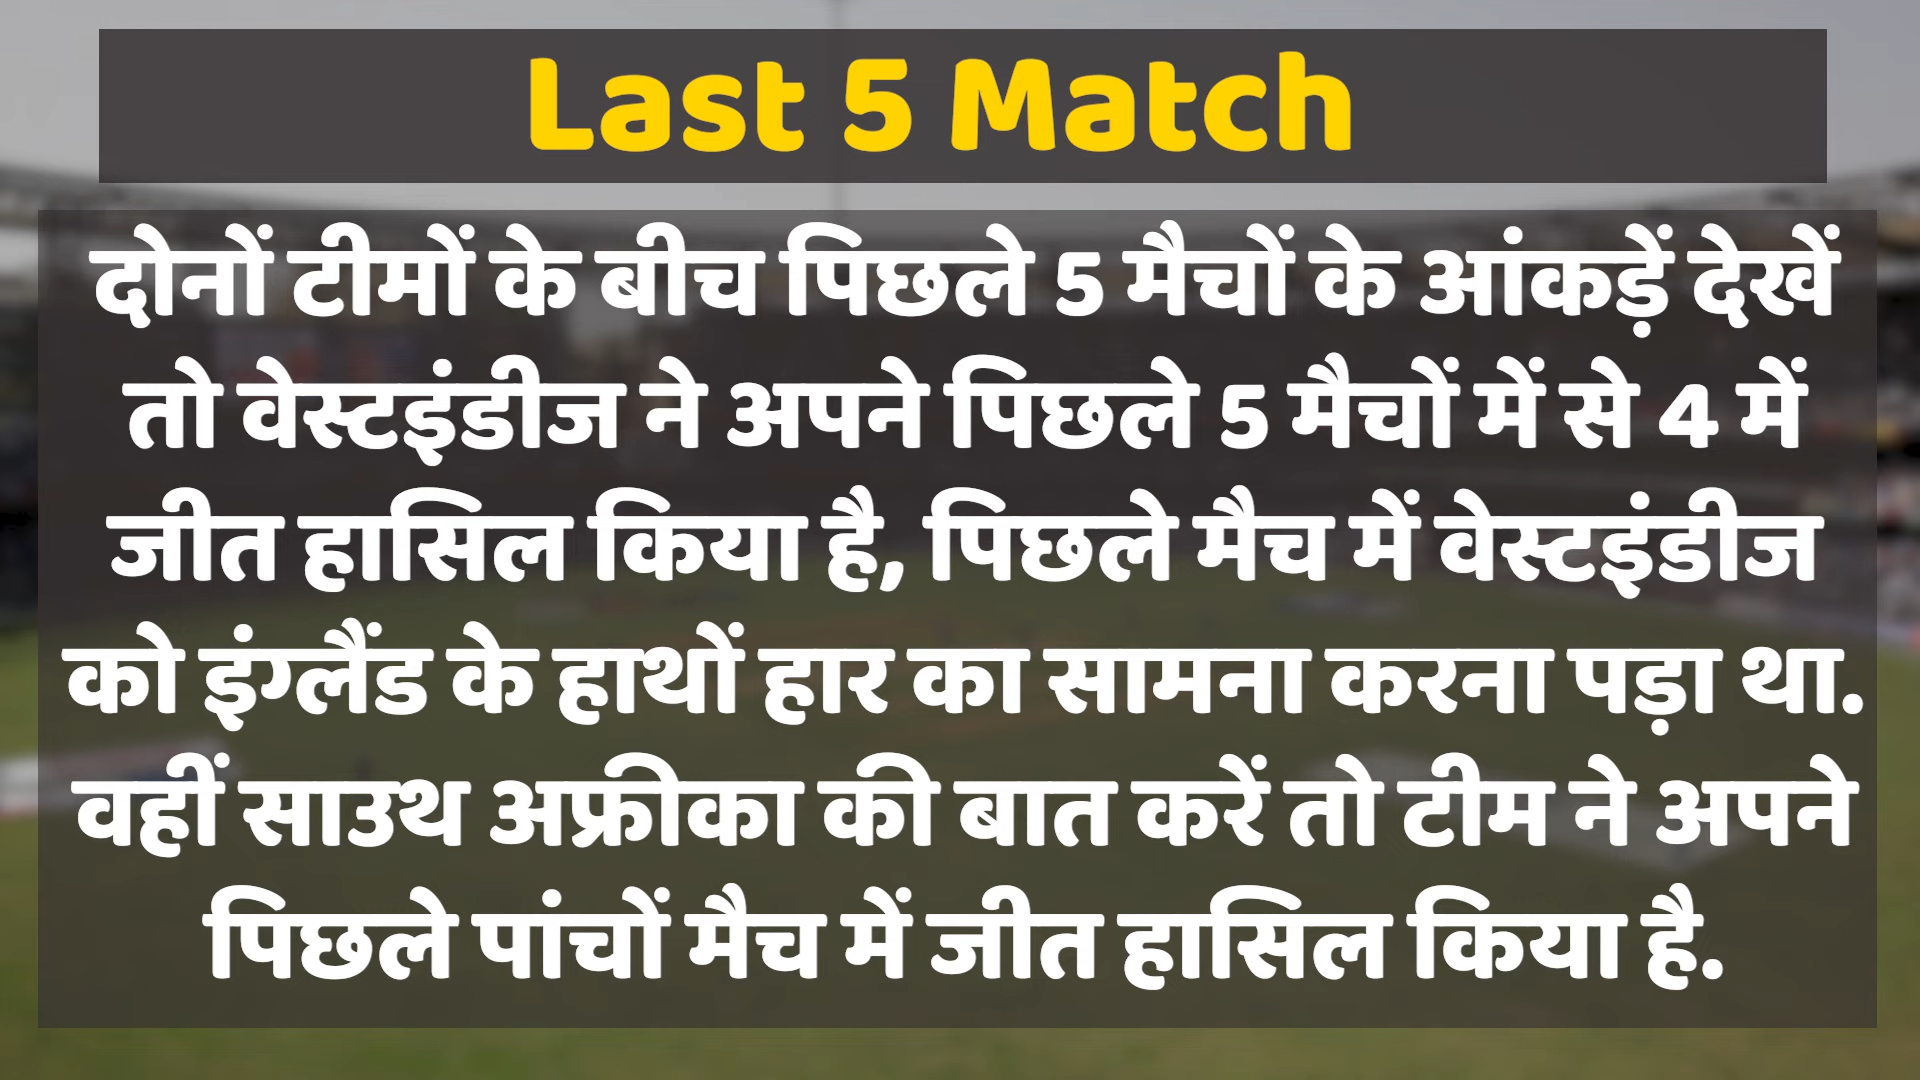 Last 5 Match
दोनों टीमों के बीच पिछले 5 मैचों के आंकड़ें देखें
तो वेस्टइंडीज ने अपने पिछले 5 मैचों में से 4 में
जीत हासिल किया है, पिछले मैच में वेस्टइंडीज
को इंग्लैंड के हाथों हार का सामना करना पड़ा था.
वहीं साउथ अफ्रीका की बात करें तो टीम ने अपने
पिछले पांचों मैच में जीत हासिल किया है.